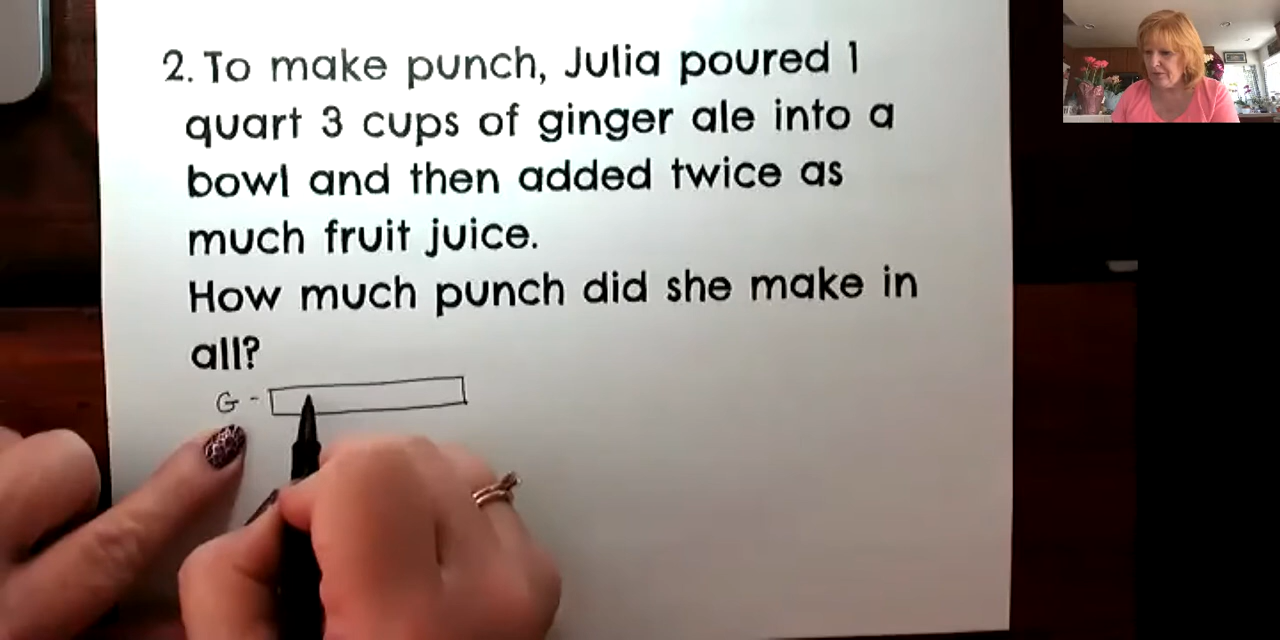 2. To make punch, Julia poured 1
quart 3 cups of ginger ale into a
bowl and then added twice as
much fruit juice.
How much punch did she make in
all?
G -